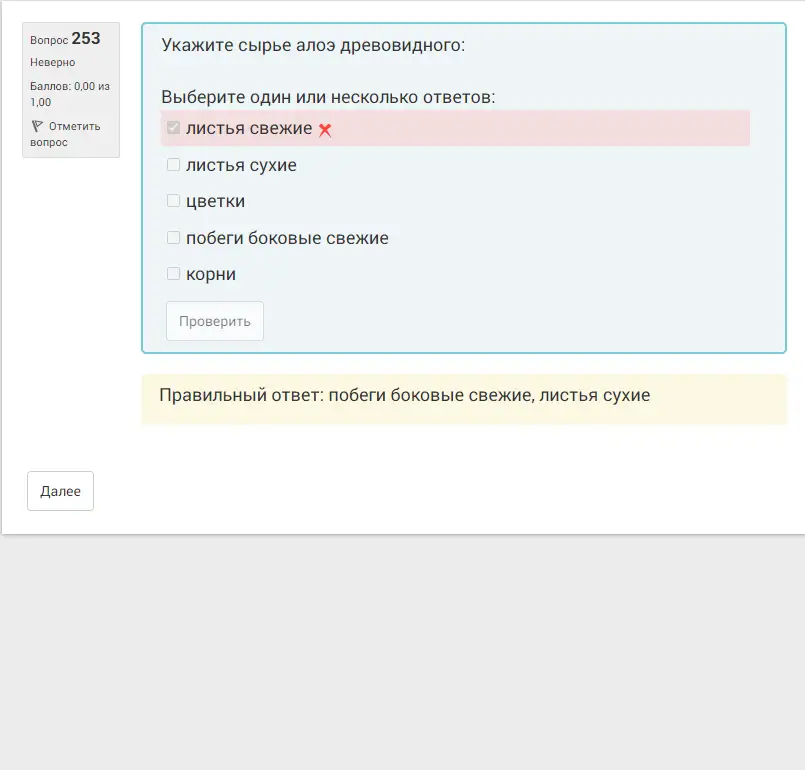 Вопрос 253
Неверно
Баллов: 0,00 из
1,00
Отметить
вопрос
Укажите сырье алоэ древовидного:
Выберите один или несколько ответов:
листья свежие
листья сухие
цветки
побеги боковые свежие
корни
Проверить
Правильный ответ: побеги боковые свежие, листья сухие
Далее